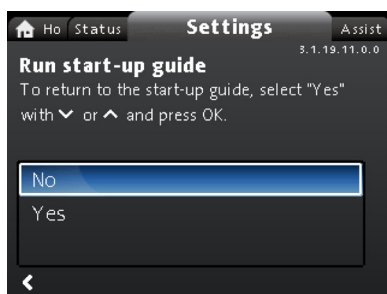 Ho Status Settings Assist
3.1.19.11.0.0
Run start-up guide
To return to the start-up guide, select "Yes"
with or and press OK.
No
Yes